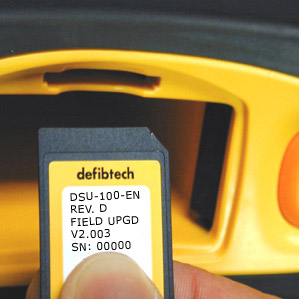 defibtech
DSU-100-EN
REV. D
FIELD UPGD
V2.003
SN: 00000